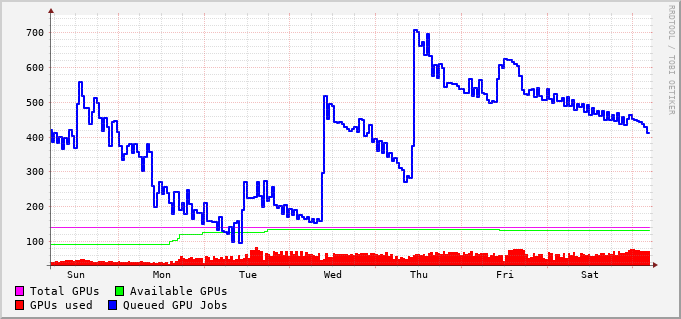 RRDTOOL / TOBI OETIKER
700
600
500
400
300
200
100
Sun Mon Tue Wed Thu Fri Sat
Total GPUs Available GPUs
GPUs used Queued GPU Jobs